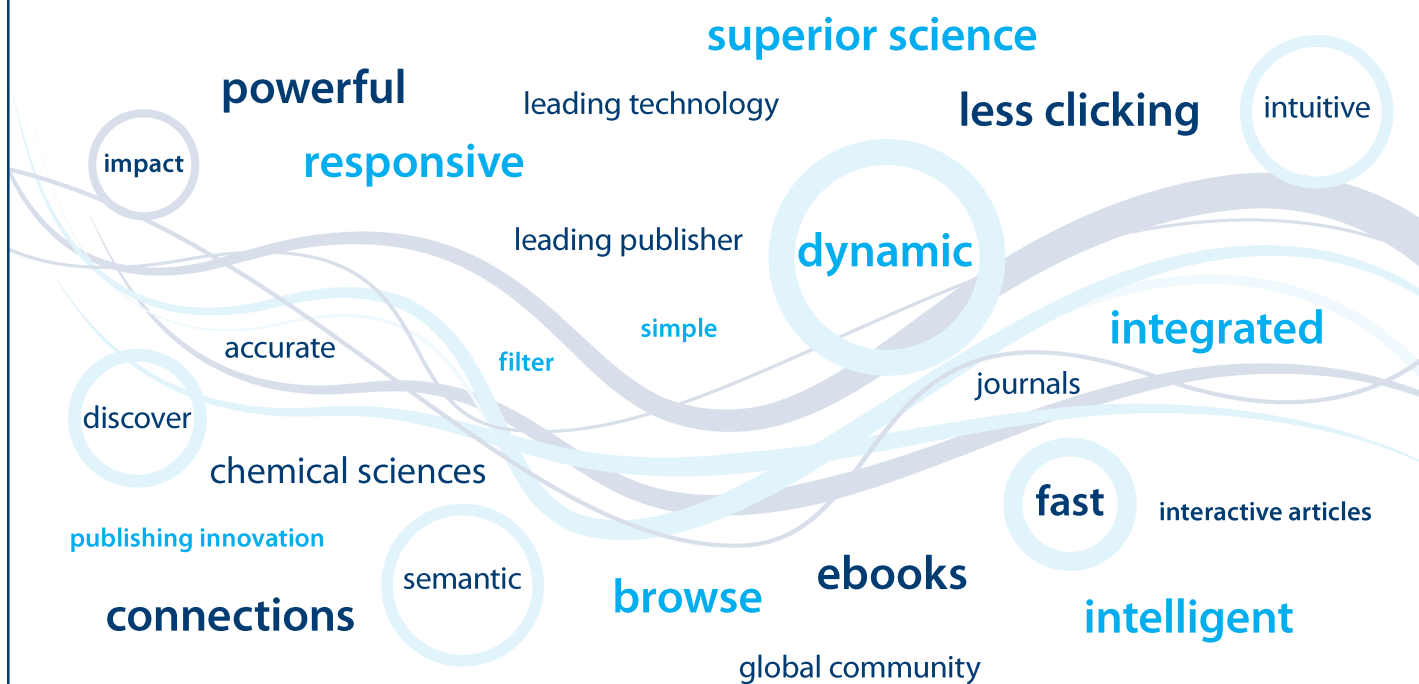 superior science
powerful
leading technology
less clicking
intuitive
impact
responsive
leading publisher
dynamic
simple
integrated
accurate
filter
journals
discover
chemical sciences
fast
interactive articles
publishing innovation
semantic
ebooks
browse
connections
intelligent
global community